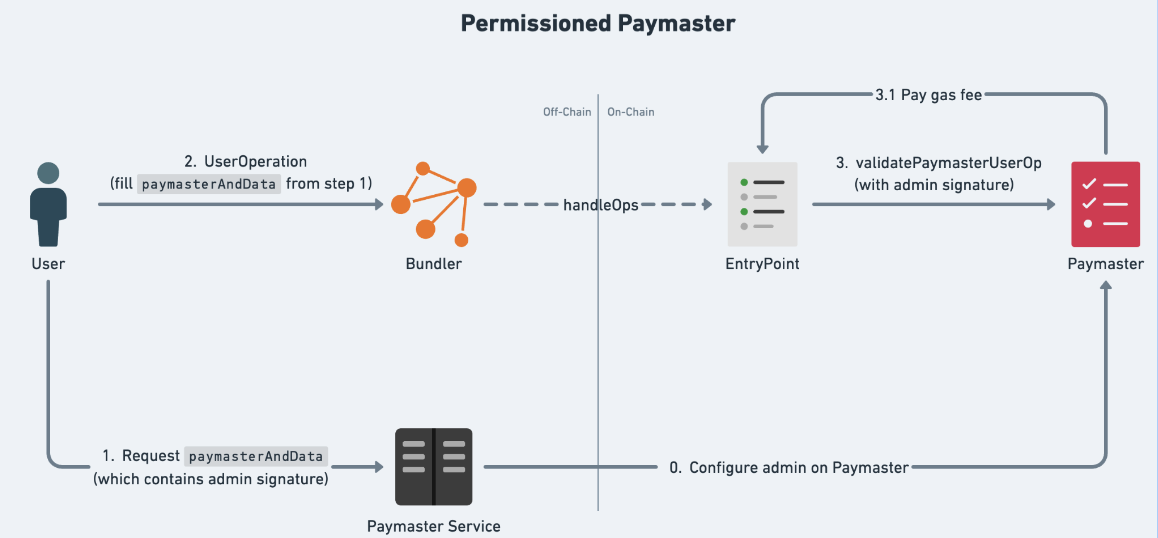 Permissioned Paymaster
Off-Chain
On-Chain
3.1 Pay gas fee
2. UserOperation
(fill paymasterAndData from step 1)
handleOps
3. validatePaymasterUserOp
(with admin signature)
User
Bundler
EntryPoint
Paymaster
1. Request paymasterAndData
(which contains admin signature)
0. Configure admin on Paymaster
Paymaster Service